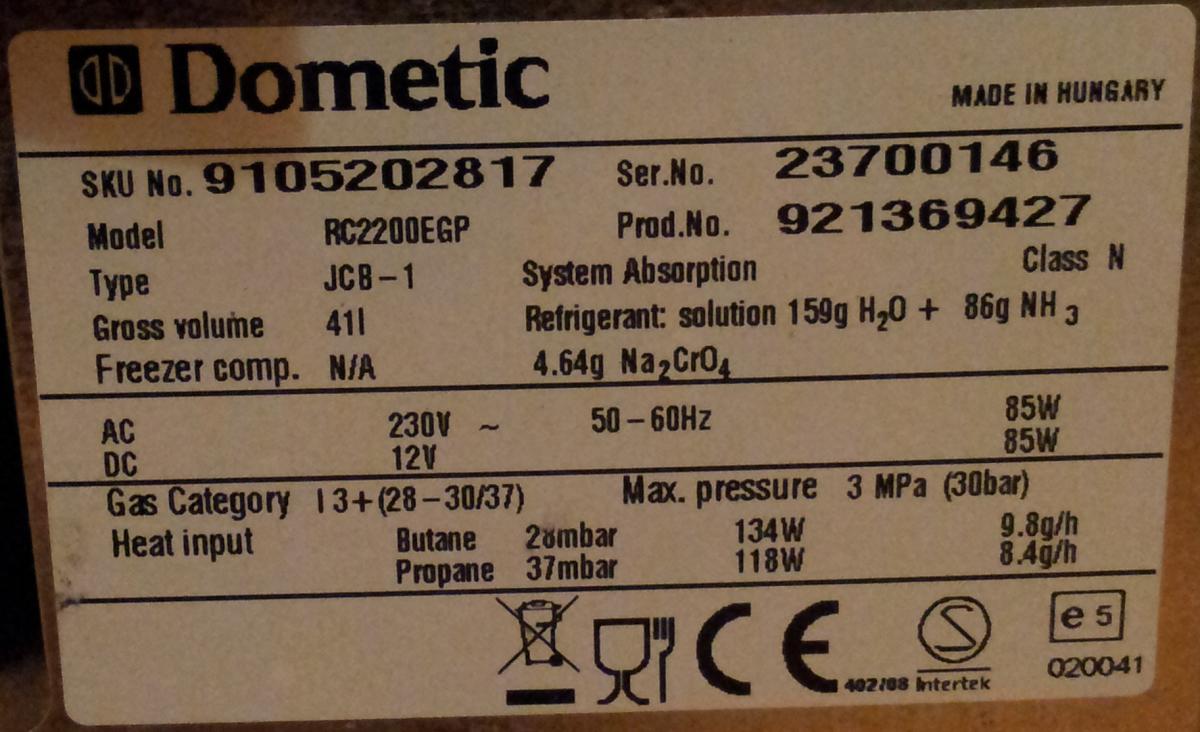 Dometic
MADE IN HUNGARY
SKU No. 9105202817 Ser.No. 23700146
Model RC2200EGP Prod.No. 921369427
Type JCB-1 System Absorption Class N
Gross volume 41l Refrigerant: solution 159g H₂O + 86g NH₃
Freezer comp. N/A 4.64g Na₂CrO₄
AC 230V ~ 50-60Hz 85W
DC 12V 85W
Gas Category I 3+(28-30/37) Max. pressure 3 MPa (30bar)
Heat input Butane 28mbar 134W 9.8g/h
Propane 37mbar 118W 8.4g/h
CE 402/08 S Intertek e5
020041